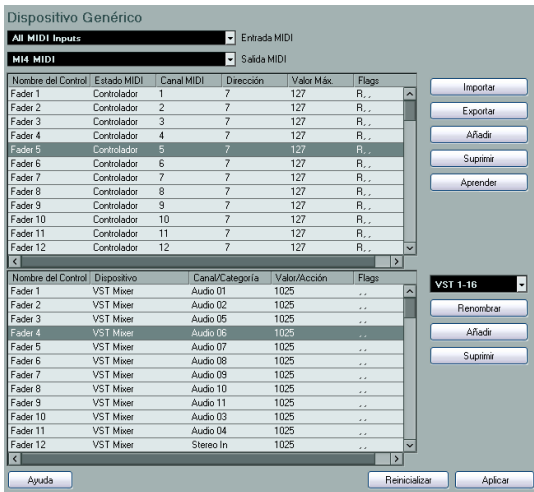 Dispositivo Genérico
All MIDI Inputs Entrada MIDI
MI4 MIDI Salida MIDI
Nombre del Control Estado MIDI Canal MIDI Dirección Valor Máx. Flags
Fader 1 Controlador 1 7 127 R, ,
Fader 2 Controlador 2 7 127 R, ,
Fader 3 Controlador 3 7 127 R, ,
Fader 4 Controlador 4 7 127 R, ,
Fader 5 Controlador 5 7 127 R, ,
Fader 6 Controlador 6 7 127 R, ,
Fader 7 Controlador 7 7 127 R, ,
Fader 8 Controlador 8 7 127 R, ,
Fader 9 Controlador 9 7 127 R, ,
Fader 10 Controlador 10 7 127 R, ,
Fader 11 Controlador 11 7 127 R, ,
Fader 12 Controlador 12 7 127 R, ,
Importar
Exportar
Añadir
Suprimir
Aprender
Nombre del Control Dispositivo Canal/Categoría Valor/Acción Flags
Fader 1 VST Mixer Audio 01 1025 , ,
Fader 2 VST Mixer Audio 02 1025 , ,
Fader 3 VST Mixer Audio 05 1025 , ,
Fader 4 VST Mixer Audio 06 1025 , ,
Fader 5 VST Mixer Audio 07 1025 , ,
Fader 6 VST Mixer Audio 08 1025 , ,
Fader 7 VST Mixer Audio 09 1025 , ,
Fader 8 VST Mixer Audio 10 1025 , ,
Fader 9 VST Mixer Audio 11 1025 , ,
Fader 10 VST Mixer Audio 03 1025 , ,
Fader 11 VST Mixer Audio 04 1025 , ,
Fader 12 VST Mixer Stereo In 1025 , ,
VST 1-16
Renombrar
Añadir
Suprimir
Ayuda Reinicializar Aplicar